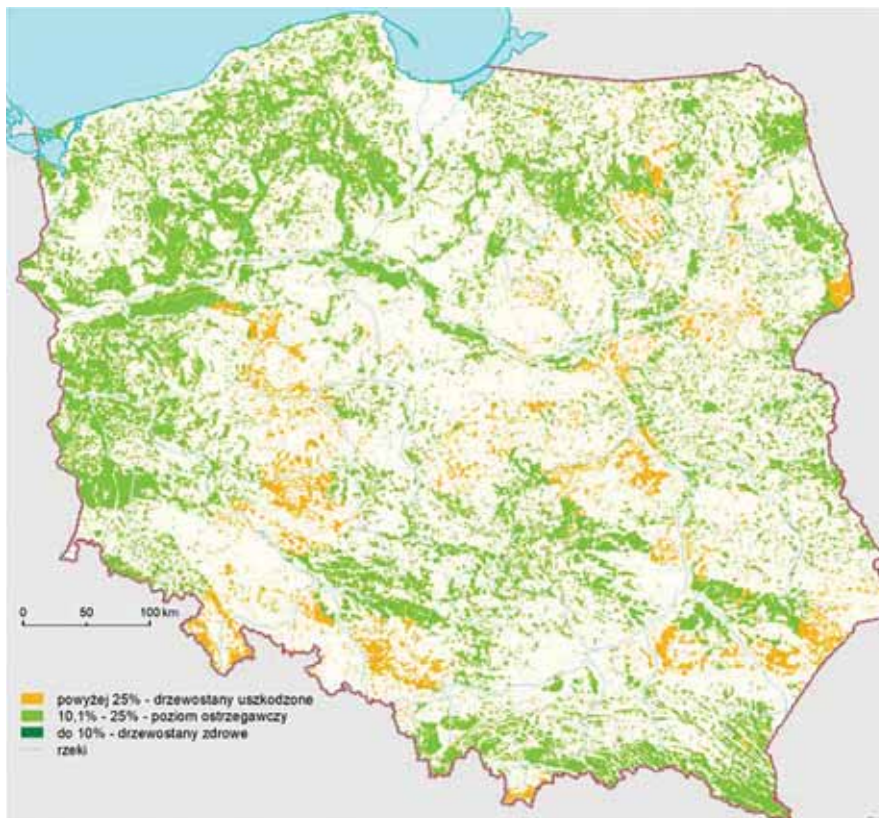 0 50 100 km
powyżej 25% - drzewostany uszkodzone
10,1% - 25% - poziom ostrzegawczy
do 10% - drzewostany zdrowe
rzeki